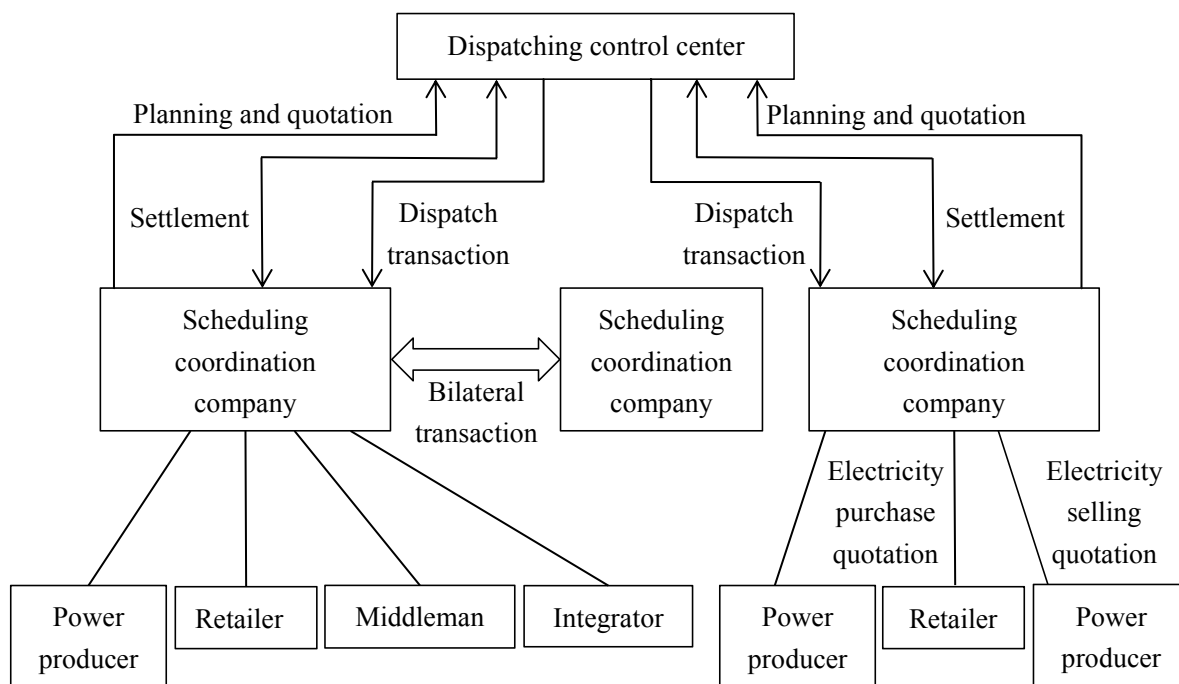 Dispatching control center
Planning and quotation
Planning and quotation
Settlement
Dispatch
transaction
Dispatch
transaction
Settlement
Scheduling
coordination
company
Bilateral
transaction
Scheduling
coordination
company
Scheduling
coordination
company
Electricity
purchase
quotation
Electricity
selling
quotation
Power
producer
Retailer
Middleman
Integrator
Power
producer
Retailer
Power
producer